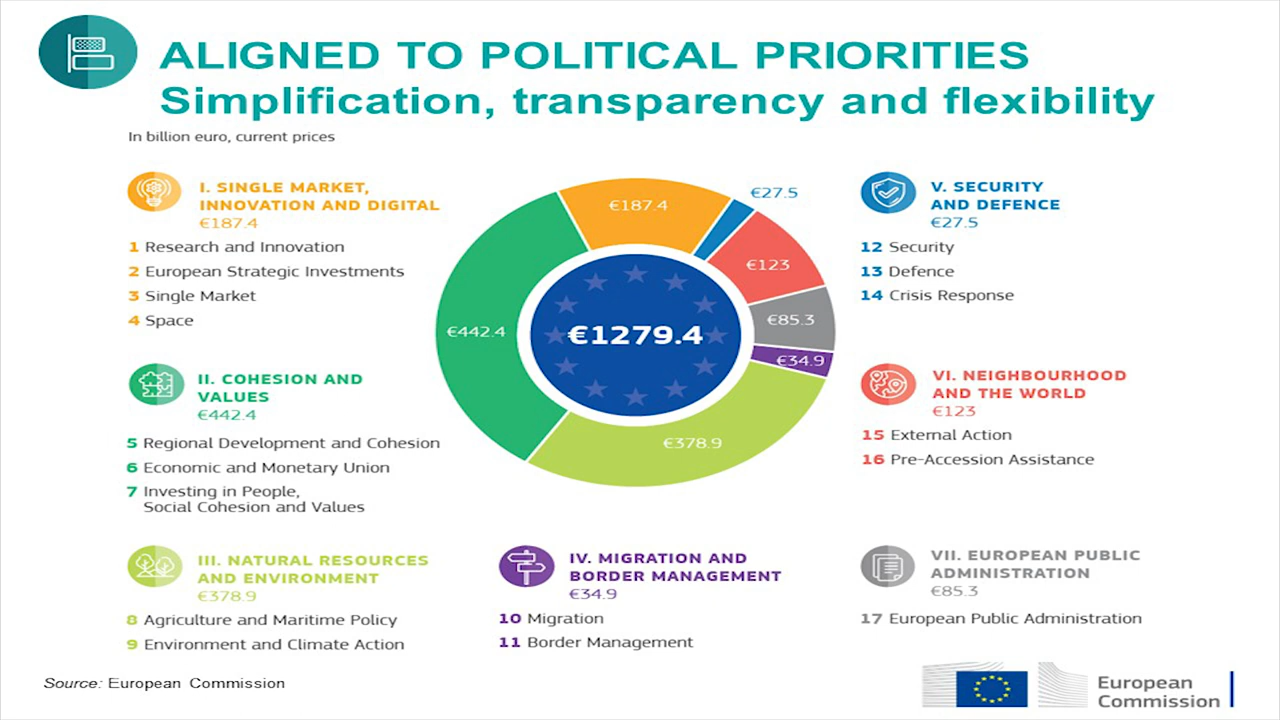 ALIGNED TO POLITICAL PRIORITIES
Simplification, transparency and flexibility
In billion euro, current prices
I. SINGLE MARKET,
INNOVATION AND DIGITAL
€187.4
1 Research and Innovation
2 European Strategic Investments
3 Single Market
4 Space
II. COHESION AND
VALUES
€442.4
5 Regional Development and Cohesion
6 Economic and Monetary Union
7 Investing in People,
Social Cohesion and Values
III. NATURAL RESOURCES
AND ENVIRONMENT
€378.9
8 Agriculture and Maritime Policy
9 Environment and Climate Action
€187.4
€27.5
€123
€85.3
€34.9
€378.9
€442.4
€1279.4
IV. MIGRATION AND
BORDER MANAGEMENT
€34.9
10 Migration
11 Border Management
V. SECURITY
AND DEFENCE
€27.5
12 Security
13 Defence
14 Crisis Response
VI. NEIGHBOURHOOD
AND THE WORLD
€123
15 External Action
16 Pre-Accession Assistance
VII. EUROPEAN PUBLIC
ADMINISTRATION
€85.3
17 European Public Administration
Source: European Commission
European
Commission